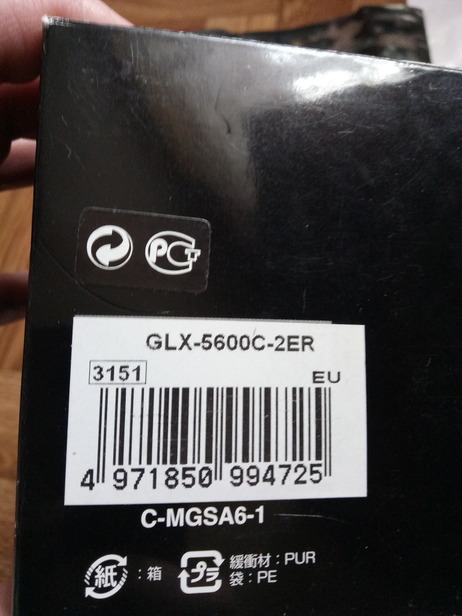 РСТ
GLX-5600C-2ER
3151
EU
4 971850 994725
C-MGSA6-1
紙 : 箱
プラ 緩衝材 : PUR
袋 : PE